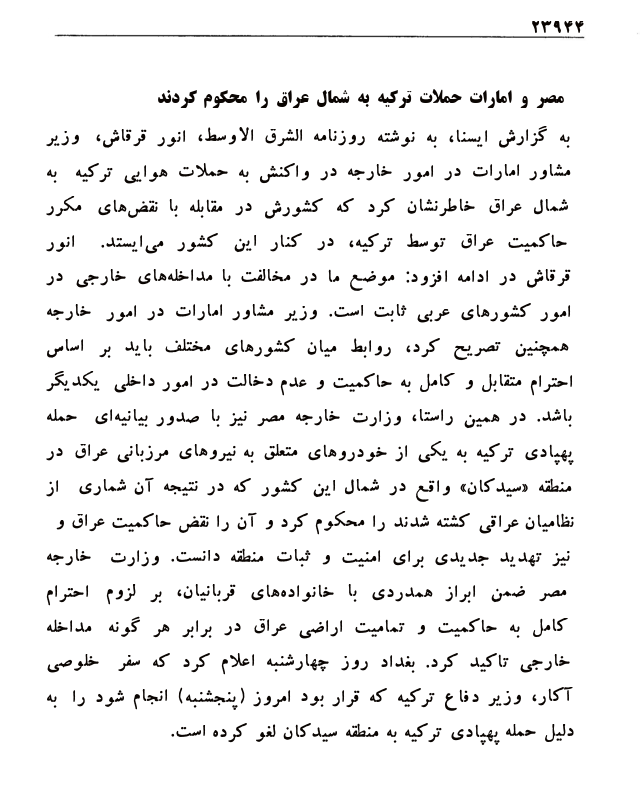 ۲۳۹۴۴
مصر و امارات حملات ترکیه به شمال عراق را محکوم کردند
به گزارش ایسنا، به نوشته روزنامه الشرق الاوسط، انور قرقاش، وزیر
مشاور امارات در امور خارجه در واکنش به حملات هوایی ترکیه به
شمال عراق خاطرنشان کرد که کشورش در مقابله با نقض‌های مکرر
حاکمیت عراق توسط ترکیه، در کنار این کشور می‌ایستد. انور
قرقاش در ادامه افزود: موضع ما در مخالفت با مداخله‌های خارجی در
امور کشورهای عربی ثابت است. وزیر مشاور امارات در امور خارجه
همچنین تصریح کرد، روابط میان کشورهای مختلف باید بر اساس
احترام متقابل و کامل به حاکمیت و عدم دخالت در امور داخلی یکدیگر
باشد. در همین راستا، وزارت خارجه مصر نیز با صدور بیانیه‌ای حمله
پهپادی ترکیه به یکی از خودروهای متعلق به نیروهای مرزبانی عراق در
منطقه «سیدکان» واقع در شمال این کشور که در نتیجه آن شماری از
نظامیان عراقی کشته شدند را محکوم کرد و آن را نقض حاکمیت عراق و
نیز تهدید جدیدی برای امنیت و ثبات منطقه دانست. وزارت خارجه
مصر ضمن ابراز همدردی با خانواده‌های قربانیان، بر لزوم احترام
کامل به حاکمیت و تمامیت اراضی عراق در برابر هر گونه مداخله
خارجی تاکید کرد. بغداد روز چهارشنبه اعلام کرد که سفر خلوصی
آکار، وزیر دفاع ترکیه که قرار بود امروز (پنجشنبه) انجام شود را به
دلیل حمله پهپادی ترکیه به منطقه سیدکان لغو کرده است.